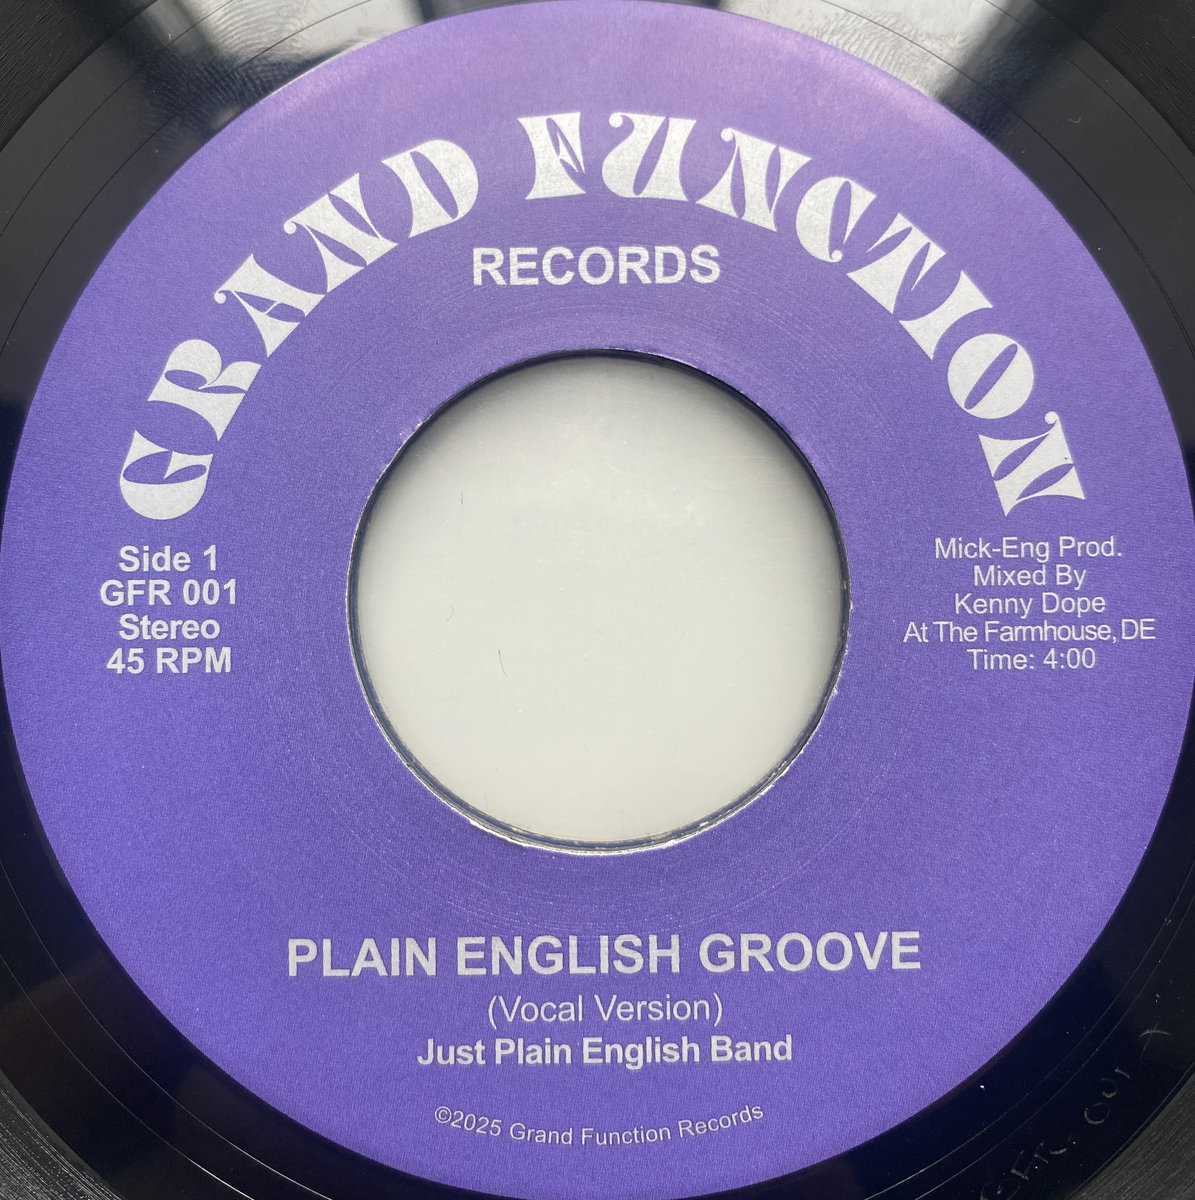 GRAND FUNCTION
RECORDS
Side 1
GFR 001
Stereo
45 RPM
Mick-Eng Prod.
Mixed By
Kenny Dope
At The Farmhouse, DE
Time: 4:00
PLAIN ENGLISH GROOVE
(Vocal Version)
Just Plain English Band
©2025 Grand Function Records